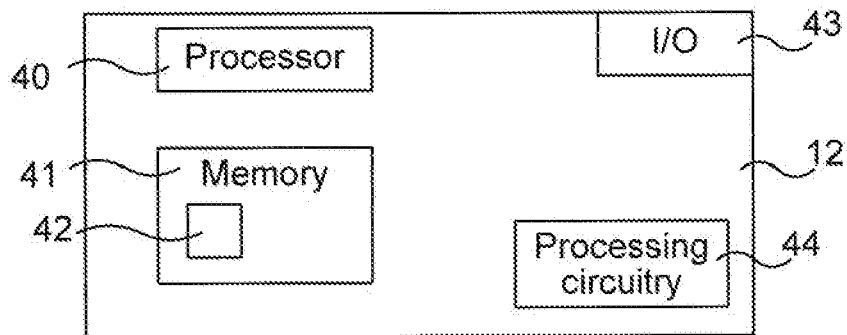 Processor
I/O
43
40
41
Memory
12
42
Processing
circuitry
44